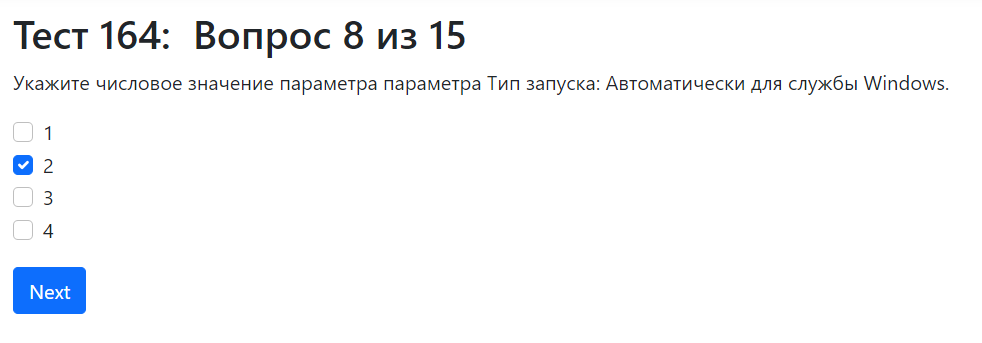 Тест 164: Вопрос 8 из 15
Укажите числовое значение параметра параметра Тип запуска: Автоматически для службы Windows.
1
2
3
4
Next